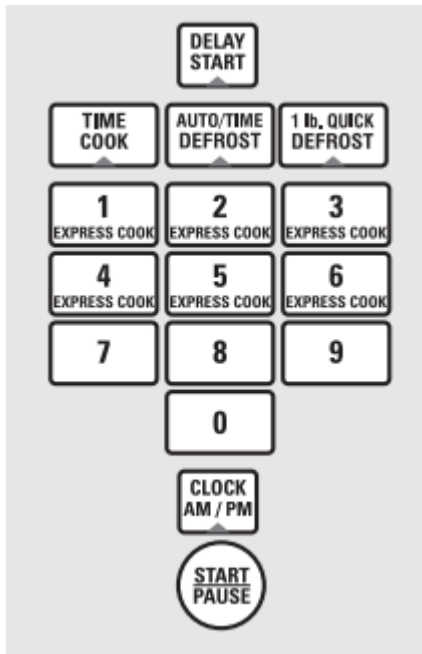 DELAY
START
TIME
COOK
AUTO/TIME
DEFROST
1 lb. QUICK
DEFROST
1
EXPRESS COOK
2
EXPRESS COOK
3
EXPRESS COOK
4
EXPRESS COOK
5
EXPRESS COOK
6
EXPRESS COOK
7
8
9
0
CLOCK
AM / PM
START
PAUSE